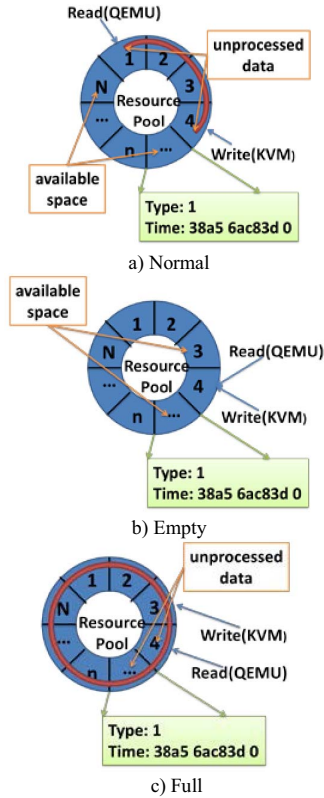 Read(QEMU)
unprocessed
data
1
2
N
3
Resource
Pool
...
4
n
...
Write(KVM)
available
space
Type: 1
Time: 38a5 6ac83d 0
a) Normal
available
space
1
2
N
3
Read(QEMU)
Resource
Pool
...
4
n
...
Write(KVM)
Type: 1
Time: 38a5 6ac83d 0
b) Empty
unprocessed
data
1
2
N
3
Resource
Pool
Write(KVM)
...
4
n
...
Read(QEMU)
Type: 1
Time: 38a5 6ac83d 0
c) Full